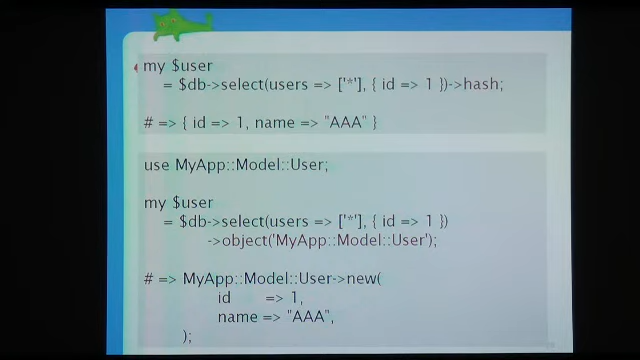 my $user
= $db->select(users => ['*'], { id => 1 })->hash;
# => { id => 1, name => "AAA" }
use MyApp::Model::User;
my $user
= $db->select(users => ['*'], { id => 1 })
->object('MyApp::Model::User');
# => MyApp::Model::User->new(
id => 1,
name => "AAA",
);